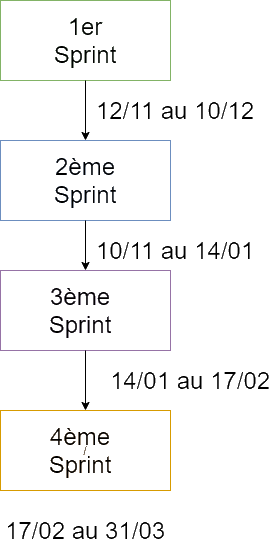 1er
Sprint
12/11 au 10/12
2ème
Sprint
10/11 au 14/01
3ème
Sprint
14/01 au 17/02
4ème
Sprint
17/02 au 31/03